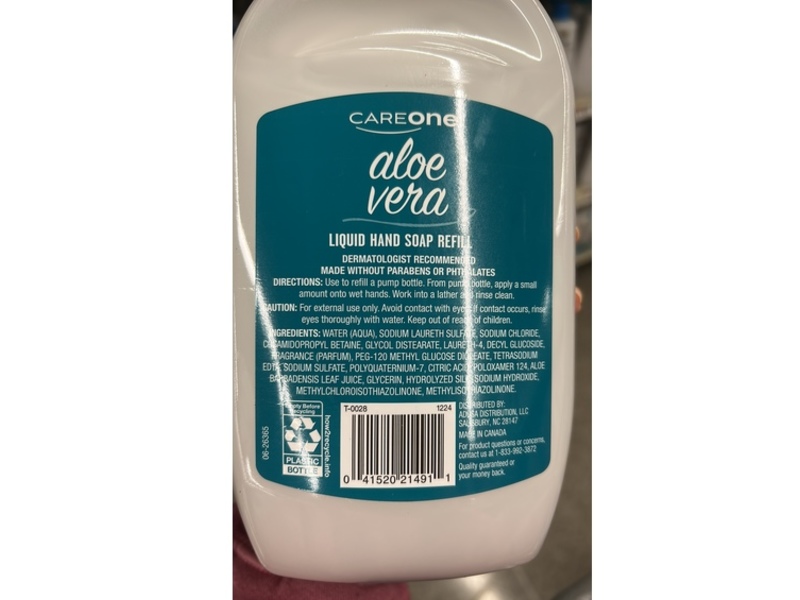 CAREONE
aloe
vera
LIQUID HAND SOAP REFILL
DERMATOLOGIST RECOMMENDED
MADE WITHOUT PARABENS OR PHTHALATES
DIRECTIONS: Use to refill a pump bottle. From pump bottle, apply a small
amount onto wet hands. Work into a lather and rinse clean.
CAUTION: For external use only. Avoid contact with eyes. If contact occurs, rinse
eyes thoroughly with water. Keep out of reach of children.
INGREDIENTS: WATER (AQUA), SODIUM LAURETH SULFATE, SODIUM CHLORIDE,
COCAMIDOPROPYL BETAINE, GLYCOL DISTEARATE, LAURETH-4, DECYL GLUCOSIDE,
FRAGRANCE (PARFUM), PEG-120 METHYL GLUCOSE DIOLEATE, TETRASODIUM
EDTA, SODIUM SULFATE, POLYQUATERNIUM-7, CITRIC ACID, POLOXAMER 124, ALOE
BARBADENSIS LEAF JUICE, GLYCERIN, HYDROLYZED SILK, SODIUM HYDROXIDE,
METHYLCHLOROISOTHIAZOLINONE, METHYLISOTHIAZOLINONE.
06-26365
Empty Before
Recycling
PLASTIC
BOTTLE
how2recycle.info
T-0028 1224
0 41520 21491 1
DISTRIBUTED BY:
ADUSA DISTRIBUTION, LLC
SALISBURY, NC 28147
MADE IN CANADA
For product questions or concerns,
contact us at 1-833-992-3872
Quality guaranteed or
your money back.